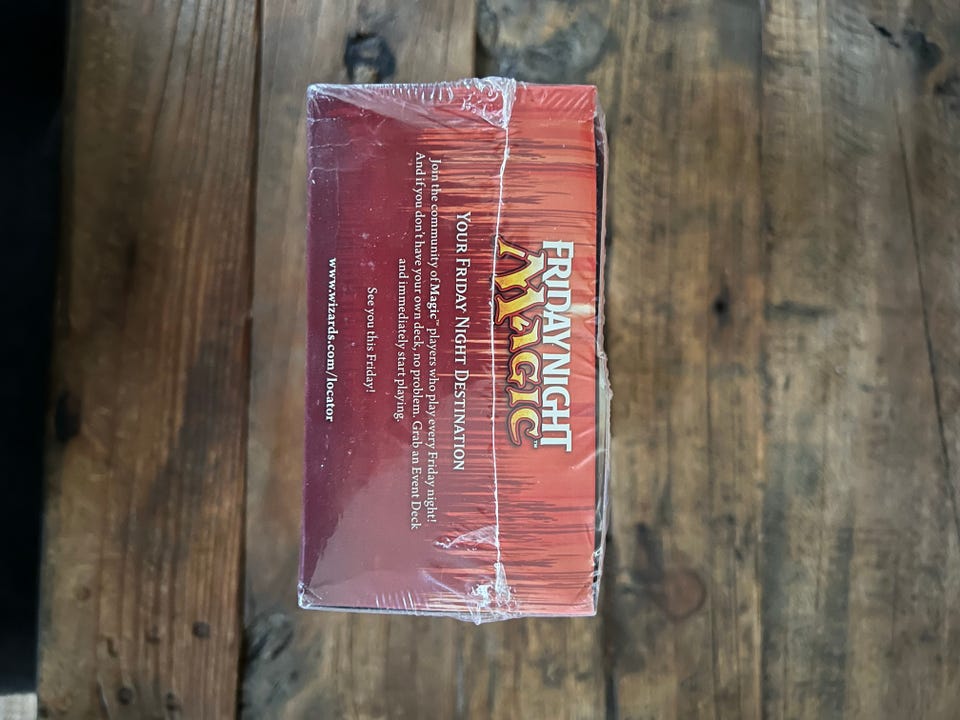 FRIDAY NIGHT
MAGIC™
YOUR FRIDAY NIGHT DESTINATION
Join the community of Magic™ players who play every Friday night!
And if you don't have your own deck, no problem. Grab an Event Deck
and immediately start playing.
See you this Friday!
www.wizards.com/locator